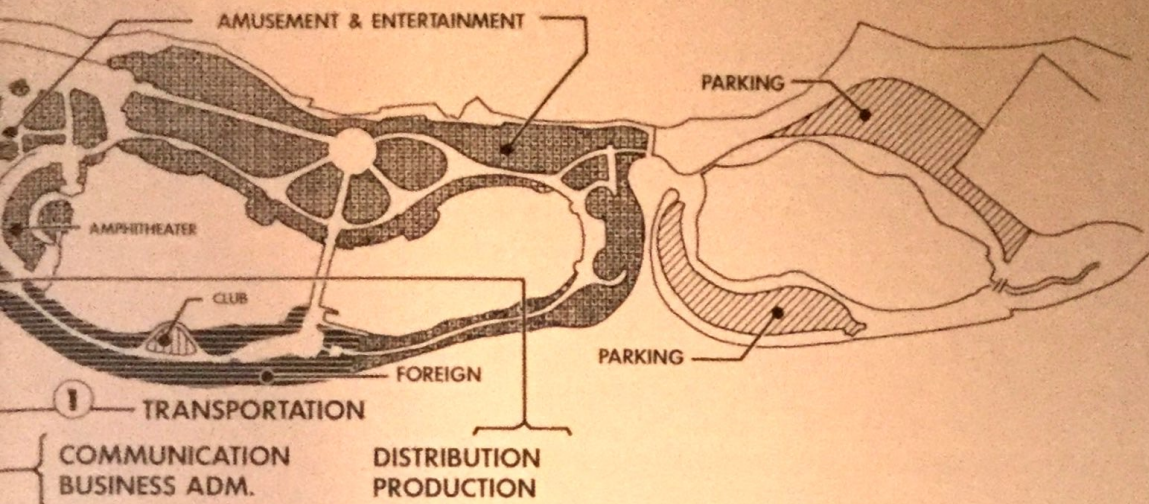 AMUSEMENT & ENTERTAINMENT
PARKING
AMPHITHEATER
CLUB
PARKING
FOREIGN
1 TRANSPORTATION
COMMUNICATION
BUSINESS ADM.
DISTRIBUTION
PRODUCTION